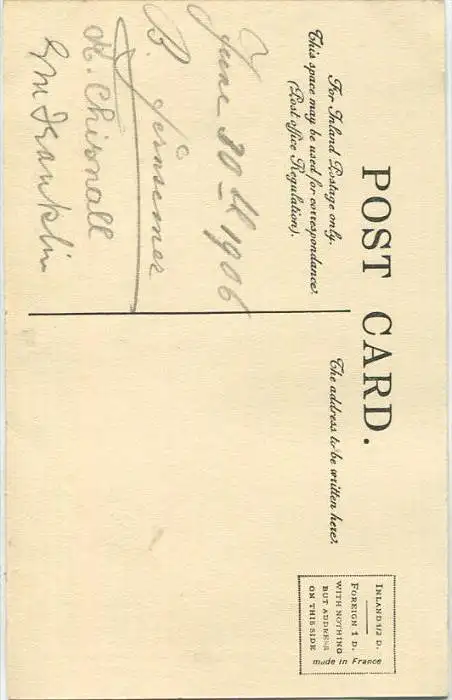 POST CARD.
For Inland Postage only.
This space may be used for correspondance.
(Post office Regulation).
The address to be written here.
INLAND 1/2 D.
FOREIGN 1 D.
WITH NOTHING
BUT ADDRESS
ON THIS SIDE
made in France
June 30th 1906
B.
K. Chisnall
G M Franklin